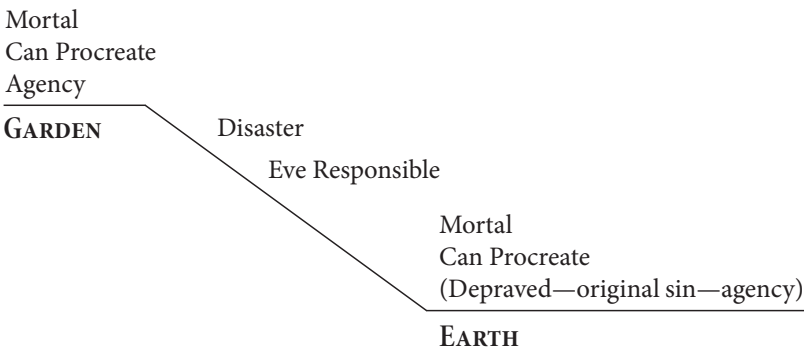 Mortal
Can Procreate
Agency
GARDEN
Disaster
Eve Responsible
Mortal
Can Procreate
(Depraved—original sin—agency)
EARTH